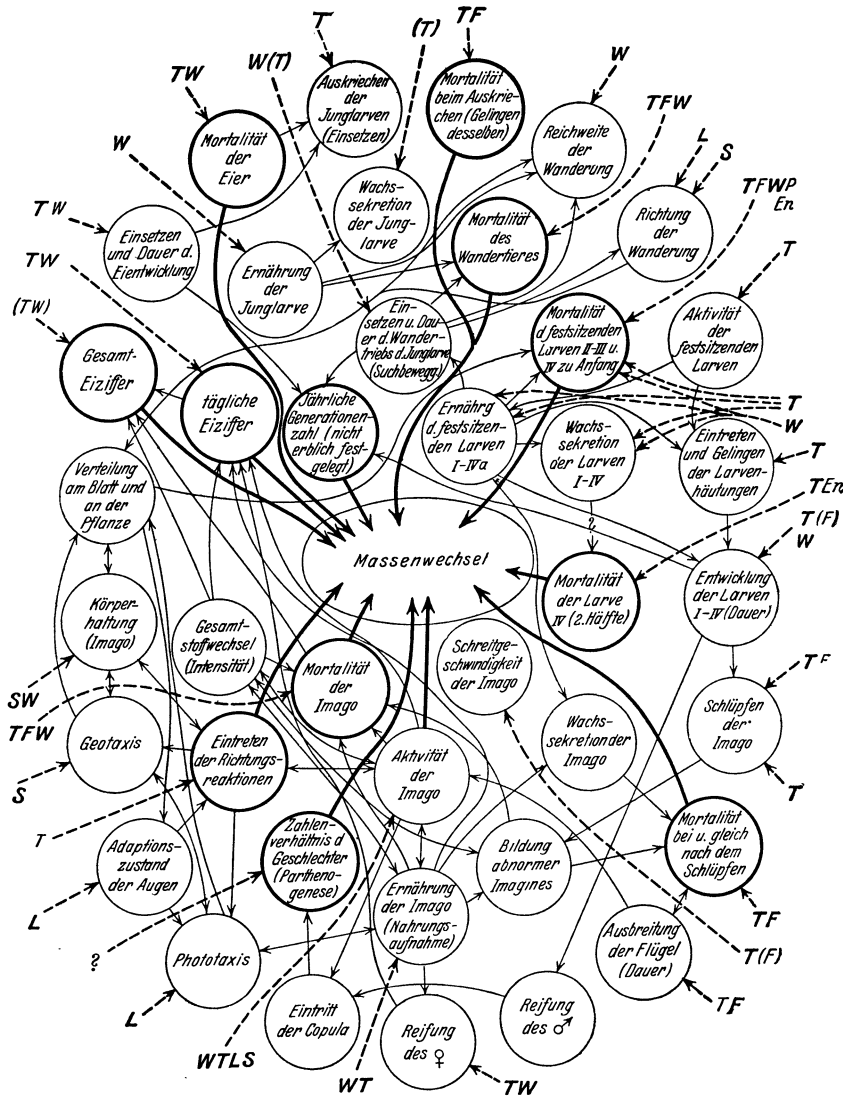 T
TF
(T)
W(T)
TW
W
Auskriechen
der
Junglarven
(Einsetzen)
Mortalität
beim Auskrie-
chen (Gelingen
desselben)
TFW
W
Mortalität
der
Eier
Reichweite
der
Wanderung
L
S
Wachs-
sekretion
der Jung-
larve
TFWP
En
TW
Einsetzen
und Dauer d.
Eientwicklung
Mortalität
des
Wandertieres
Richtung
der
Wanderung
TW
Ernährung
der
Junglarve
T
(TW)
Ein-
setzen u. Dau-
er d. Wander-
triebs d. Junglarve
(Suchbewegg.)
Mortalität
d. festsitzend.
Larven II-III u.
IV zu Anfang
Aktivität
der
festsitzenden
Larven
Gesamt-
Eiziffer
tägliche
Eiziffer
Jährliche
Generationen-
zahl (nicht
erblich fest-
gelegt)
Ernährg
d. festsitzen-
den Larven
I-IVa
T
W
Wachs-
sekretion
der Larven
I-IV
Eintreten
und Gelingen
der Larven-
häutungen
T
Verteilung
am Blatt und
an der
Pflanze
TEn
?
T(F)
W
Massenwechsel
Körper-
haltung
(Imago)
Gesamt-
stoffwechsel
(Intensität)
Mortalität
der Larve
IV (2. Hälfte)
Entwicklung
der Larven
I-IV (Dauer)
SW
Mortalität
der
Imago
Schreitge-
schwindigkeit
der Imago
TF
TFW
Geotaxis
Eintreten
der Richtungs-
reaktionen
Aktivität
der
Imago
Wachs-
sekretion der
Imago
Schlüpfen
der
Imago
S
T
T
Adaptions-
zustand
der Augen
Zahlen-
verhältnis d.
Geschlechter
(Partheno-
genese)
Ernährung
der Imago
(Nahrungs-
aufnahme)
Bildung
abnormer
Imagines
Mortalität
bei u. gleich
nach dem
Schlüpfen
L
TF
?
Phototaxis
Ausbreitung
der Flügel
(Dauer)
T(F)
L
Eintritt
der Copula
Reifung
des ♀
Reifung
des ♂
TF
WTLS
WT
TW